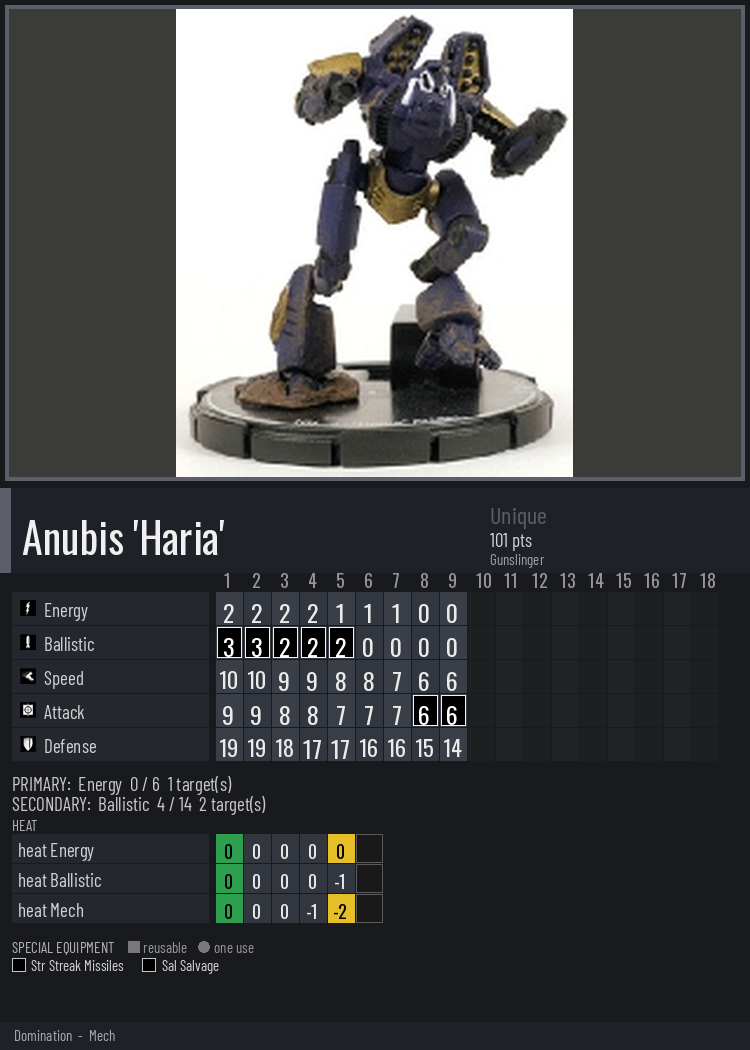 Anubis 'Haria'
Unique
101 pts
Gunslinger
1 2 3 4 5 6 7 8 9 10 11 12 13 14 15 16 17 18
Energy 2 2 2 2 1 1 1 0 0
Ballistic 3 3 2 2 2 0 0 0 0
Speed 10 10 9 9 8 8 7 6 6
Attack 9 9 8 8 7 7 7 6 6
Defense 19 19 18 17 17 16 16 15 14
PRIMARY: Energy 0 / 6 1 target(s)
SECONDARY: Ballistic 4 / 14 2 target(s)
HEAT
heat Energy 0 0 0 0 0
heat Ballistic 0 0 0 0 -1
heat Mech 0 0 0 -1 -2
SPECIAL EQUIPMENT reusable one use
Str Streak Missiles Sal Salvage
Domination - Mech